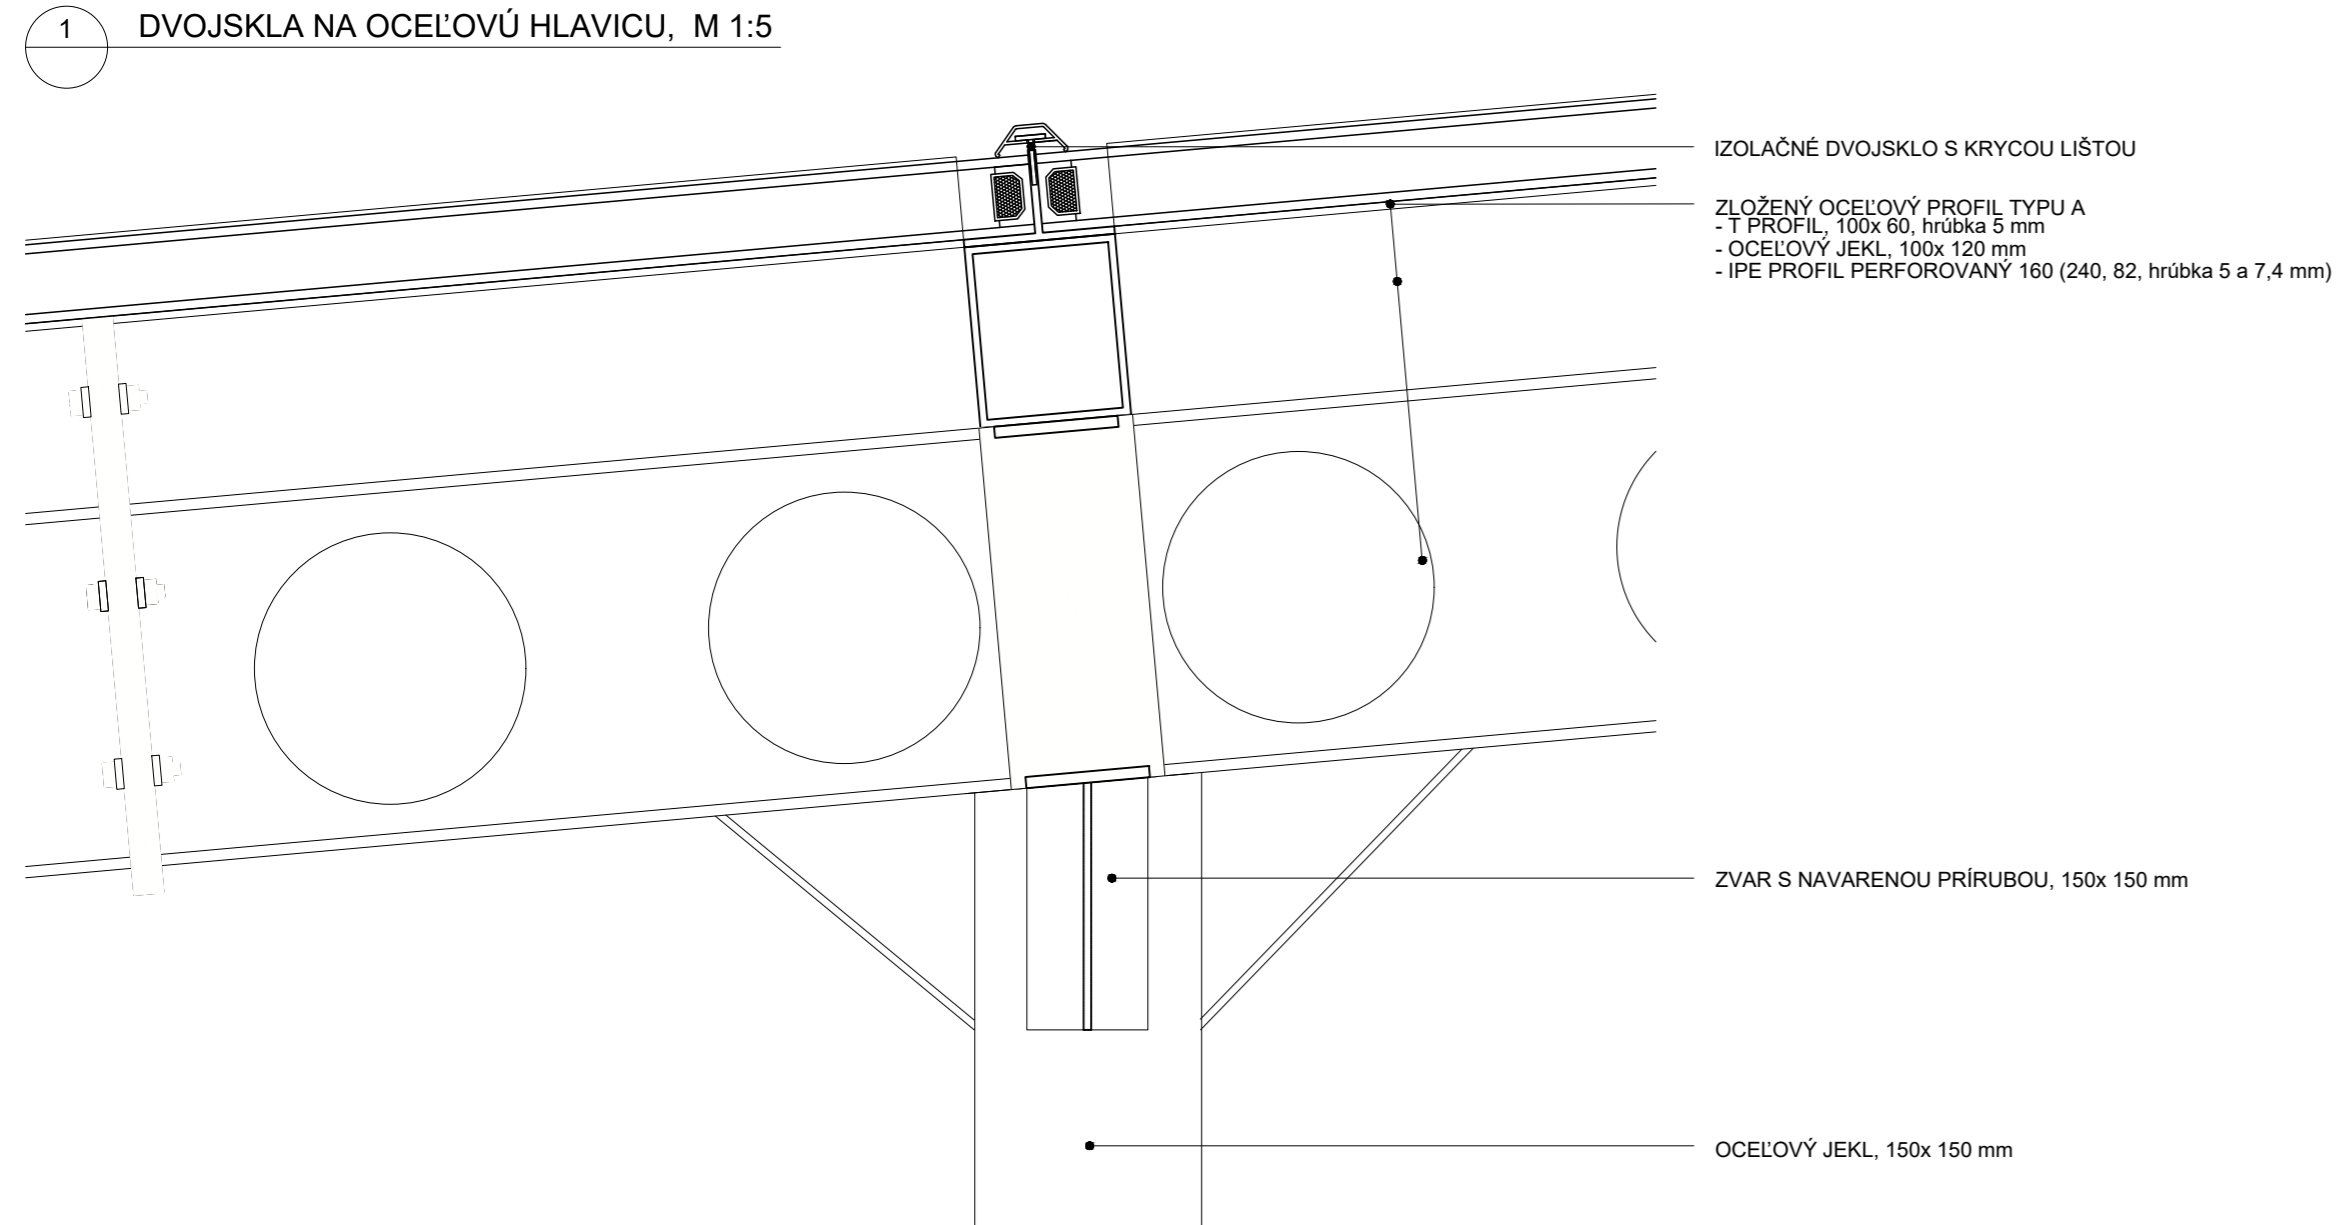 1
DVOJSKLA NA OCEĽOVÚ HLAVICU, M 1:5
IZOLAČNÉ DVOJSKLO S KRYCOU LIŠTOU
ZLOŽENÝ OCEĽOVÝ PROFIL TYPU A
- T PROFIL, 100x 60, hrúbka 5 mm
- OCEĽOVÝ JEKL, 100x 120 mm
- IPE PROFIL PERFOROVANÝ 160 (240, 82, hrúbka 5 a 7,4 mm)
ZVAR S NAVARENOU PRÍRUBOU, 150x 150 mm
OCEĽOVÝ JEKL, 150x 150 mm